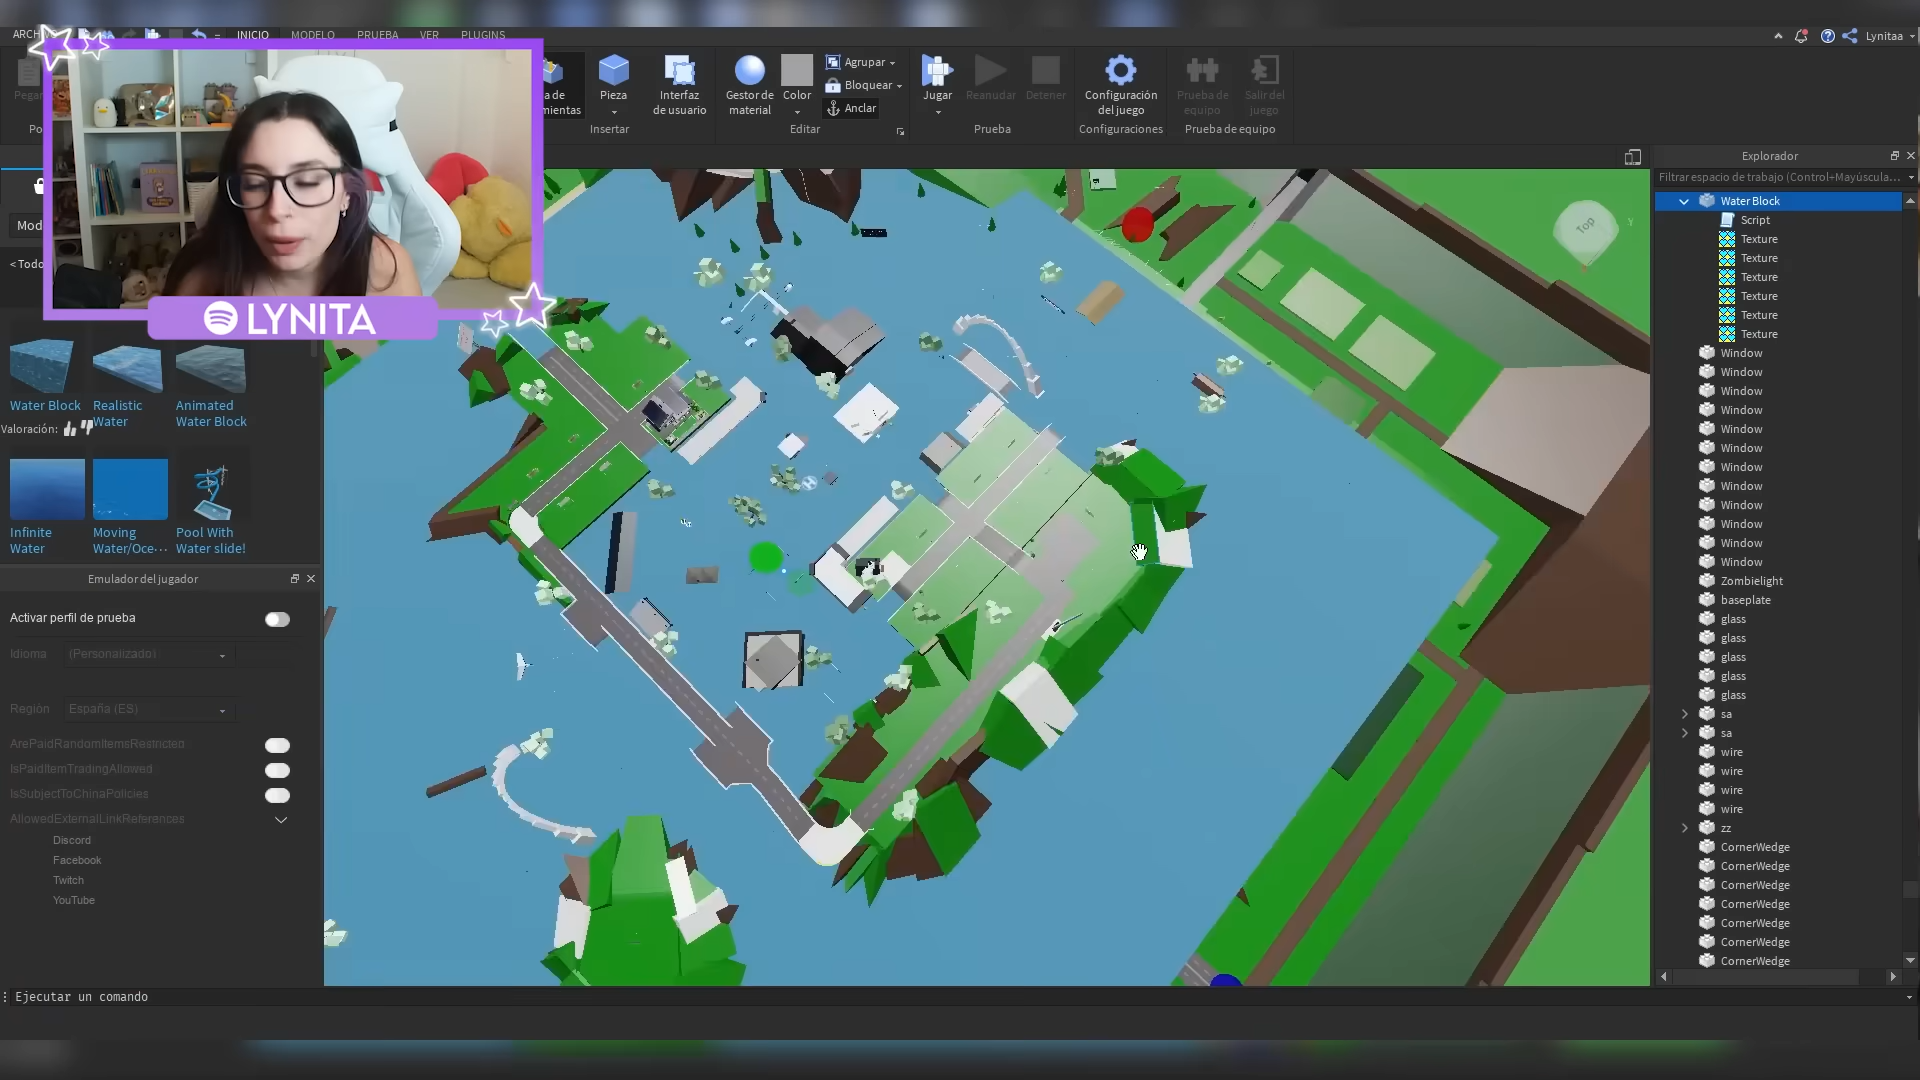 ARCHIVO
INICIO
MODELO
PRUEBA
VER
PLUGINS
Lynitaa
Pegar
Pieza
Interfaz
de usuario
Insertar
Gestor de
material
Color
Agrupar
Bloquear
Anclar
Editar
Jugar
Reanudar
Detener
Prueba
Configuración
del juego
Configuraciones
Prueba de
equipo
Salir del
juego
Prueba de equipo
LYNITA
Water Block
Realistic
Water
Animated
Water Block
Valoración:
Infinite
Water
Moving
Water/Oce...
Pool With
Water slide!
Emulador del jugador
Activar perfil de prueba
Idioma
(Personalizado)
Región
España (ES)
ArePaidRandomItemsRestricted
IsPaidItemTradingAllowed
IsSubjectToChinaPolicies
AllowedExternalLinkReferences
Discord
Facebook
Twitch
YouTube
Ejecutar un comando
Top
Y
Explorador
Filtrar espacio de trabajo (Control+Mayúscula...
Water Block
Script
Texture
Texture
Texture
Texture
Texture
Texture
Window
Window
Window
Window
Window
Window
Window
Window
Window
Window
Window
Window
Zombielight
baseplate
glass
glass
glass
glass
glass
sa
sa
wire
wire
wire
wire
zz
CornerWedge
CornerWedge
CornerWedge
CornerWedge
CornerWedge
CornerWedge
CornerWedge